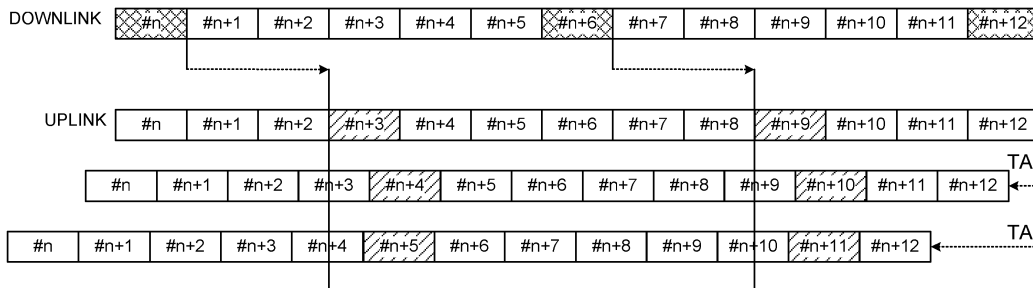 DOWNLINK #n #n+1 #n+2 #n+3 #n+4 #n+5 #n+6 #n+7 #n+8 #n+9 #n+10 #n+11 #n+12
UPLINK #n #n+1 #n+2 #n+3 #n+4 #n+5 #n+6 #n+7 #n+8 #n+9 #n+10 #n+11 #n+12
TA
#n #n+1 #n+2 #n+3 #n+4 #n+5 #n+6 #n+7 #n+8 #n+9 #n+10 #n+11 #n+12
TA
#n #n+1 #n+2 #n+3 #n+4 #n+5 #n+6 #n+7 #n+8 #n+9 #n+10 #n+11 #n+12